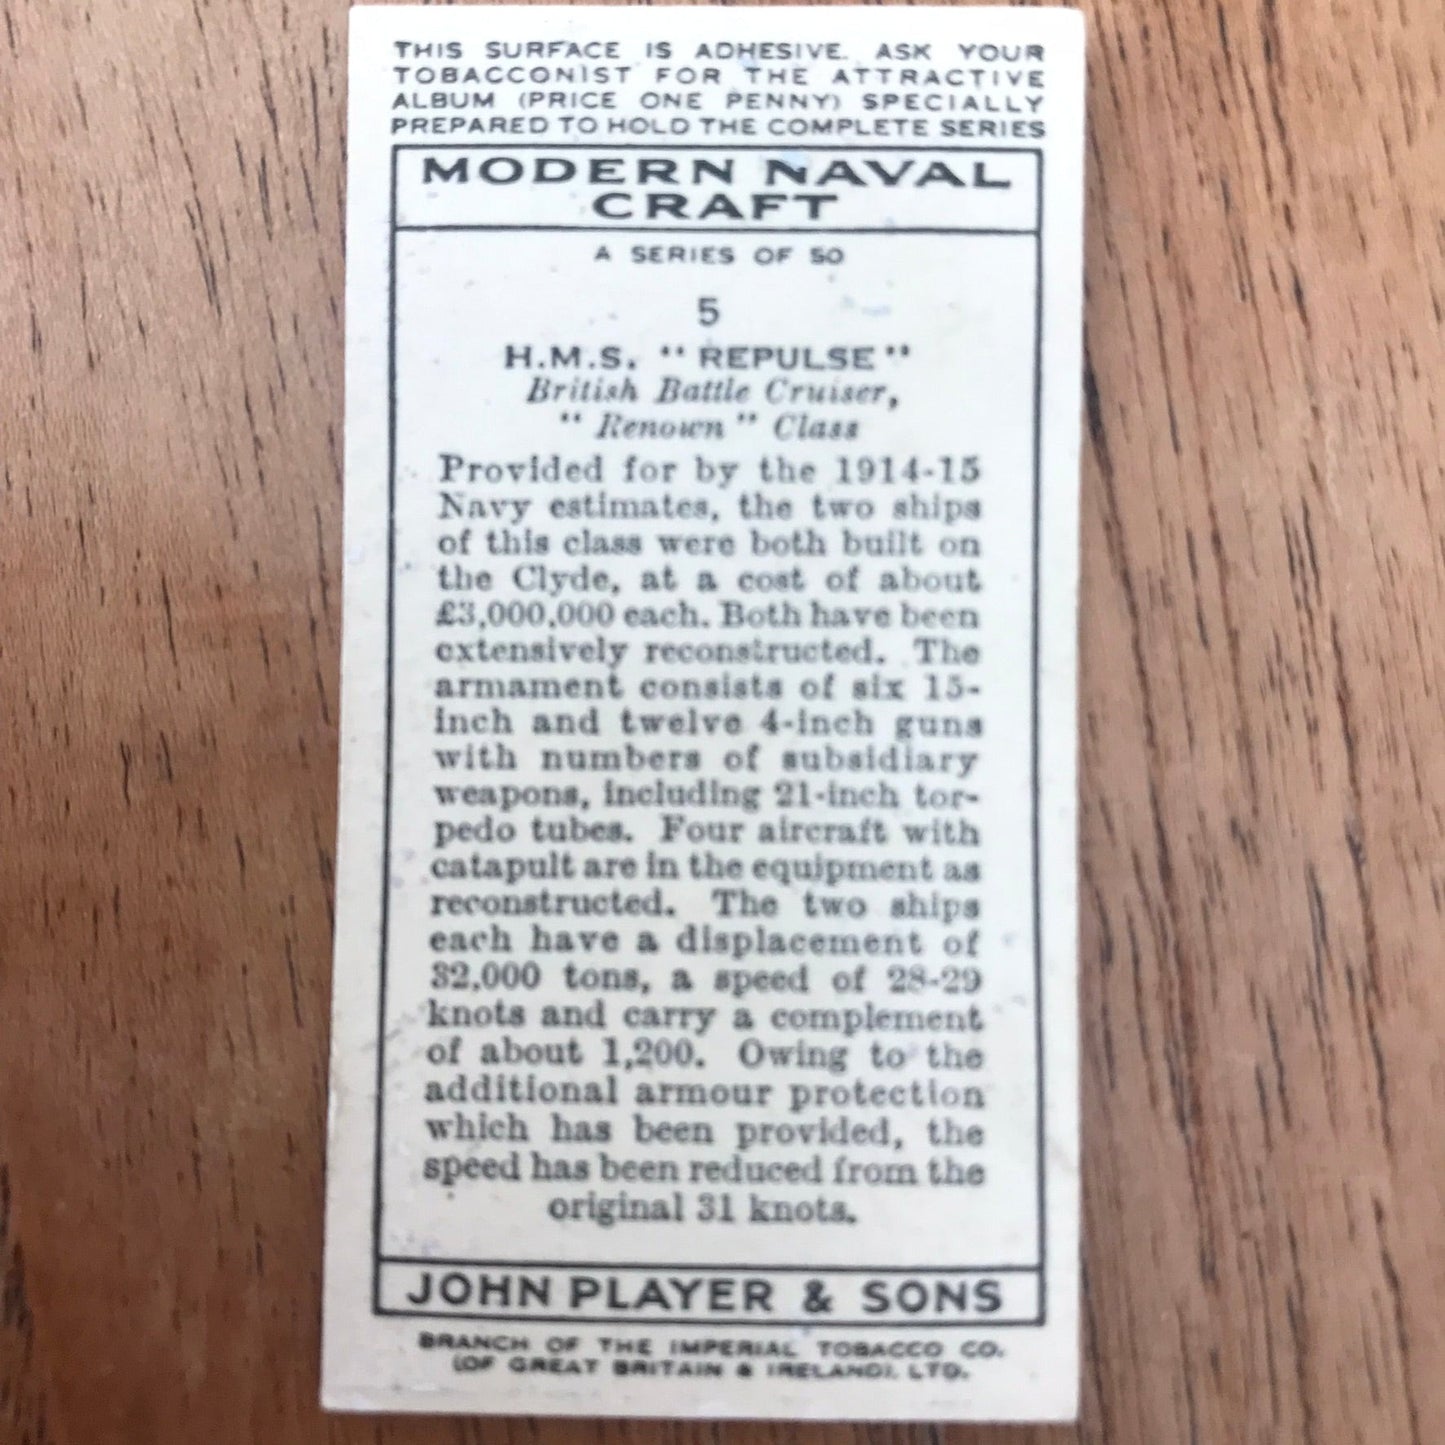 THIS SURFACE IS ADHESIVE. ASK YOUR
TOBACCONIST FOR THE ATTRACTIVE
ALBUM (PRICE ONE PENNY) SPECIALLY
PREPARED TO HOLD THE COMPLETE SERIES
MODERN NAVAL
CRAFT
A SERIES OF 50
5
H.M.S. "REPULSE"
British Battle Cruiser,
"Renown" Class
Provided for by the 1914-15
Navy estimates, the two ships
of this class were both built on
the Clyde, at a cost of about
£3,000,000 each. Both have been
extensively reconstructed. The
armament consists of six 15-
inch and twelve 4-inch guns
with numbers of subsidiary
weapons, including 21-inch tor-
pedo tubes. Four aircraft with
catapult are in the equipment as
reconstructed. The two ships
each have a displacement of
32,000 tons, a speed of 28-29
knots and carry a complement
of about 1,200. Owing to the
additional armour protection
which has been provided, the
speed has been reduced from the
original 31 knots.
JOHN PLAYER & SONS
BRANCH OF THE IMPERIAL TOBACCO CO.
(OF GREAT BRITAIN & IRELAND), LTD.